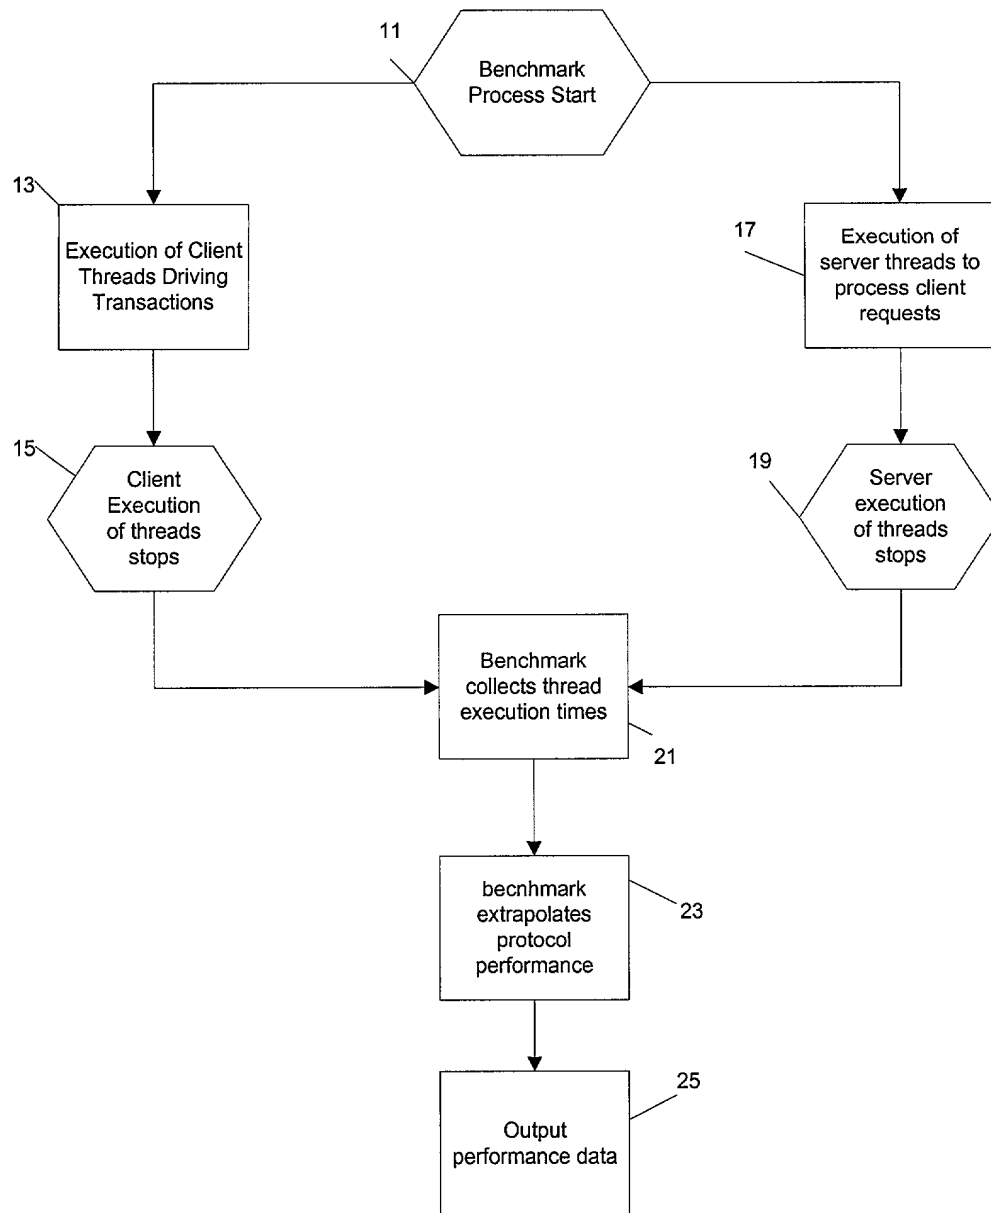 11
Benchmark
Process Start
13
Execution of Client
Threads Driving
Transactions
17
Execution of
server threads to
process client
requests
15
Client
Execution
of threads
stops
19
Server
execution
of threads
stops
Benchmark
collects thread
execution times
21
becnhmark
extrapolates
protocol
performance
23
25
Output
performance data